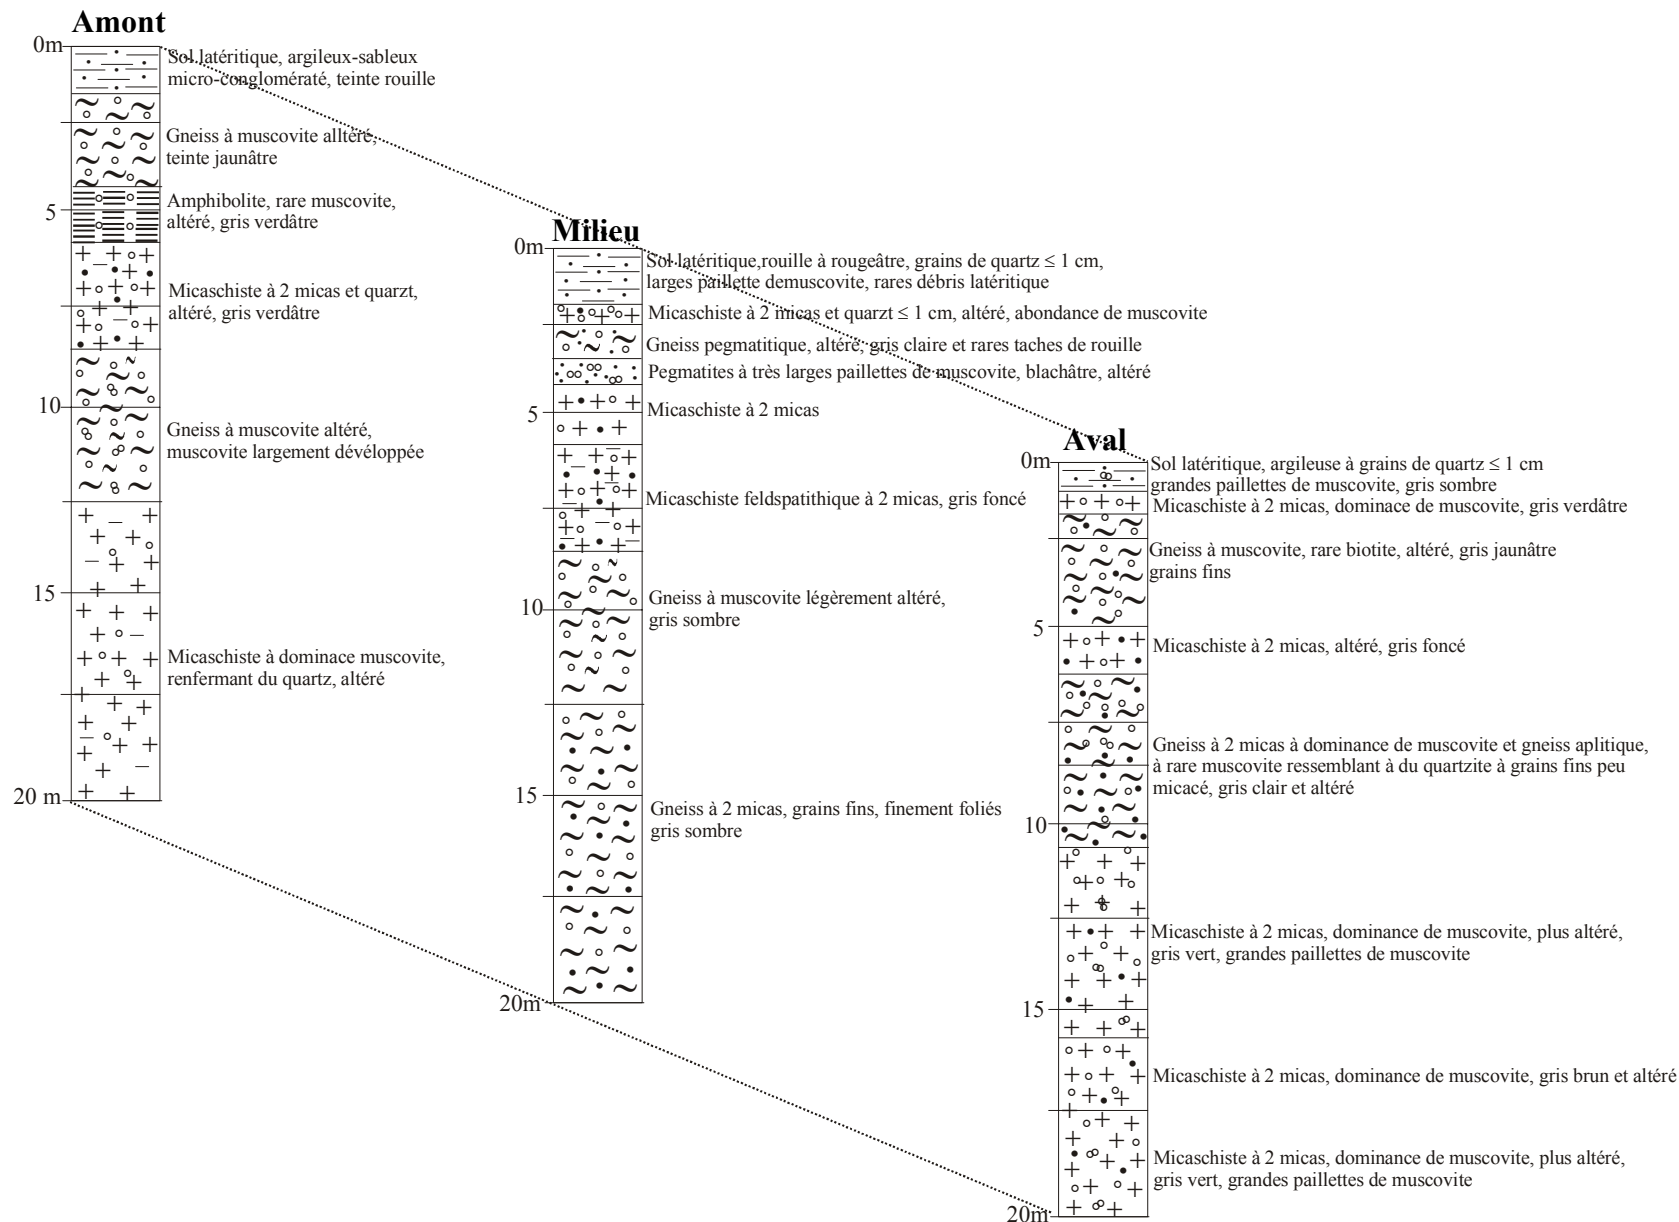 Amont
0m
Sol latéritique, argileux-sableux
micro-conglomératé, teinte rouille
Gneiss à muscovite alltéré,
teinte jaunâtre
Amphibolite, rare muscovite,
altéré, gris verdâtre
5
Micaschiste à 2 micas et quarzt,
altéré, gris verdâtre
10
Gneiss à muscovite altéré,
muscovite largement dévéloppée
15
Micaschiste à dominace muscovite,
renfermant du quartz, altéré
20 m
Milieu
0m
Sol latéritique,rouille à rougeâtre, grains de quartz ≤ 1 cm,
larges paillette demuscovite, rares débris latéritique
Micaschiste à 2 micas et quarzt ≤ 1 cm, altéré, abondance de muscovite
Gneiss pegmatitique, altéré, gris claire et rares taches de rouille
Pegmatites à très larges paillettes de muscovite, blachâtre, altéré
Micaschiste à 2 micas
5
Micaschiste feldspatithique à 2 micas, gris foncé
10
Gneiss à muscovite légèrement altéré,
gris sombre
15
Gneiss à 2 micas, grains fins, finement foliés
gris sombre
20m
Aval
0m
Sol latéritique, argileuse à grains de quartz ≤ 1 cm
grandes paillettes de muscovite, gris sombre
Micaschiste à 2 micas, dominace de muscovite, gris verdâtre
Gneiss à muscovite, rare biotite, altéré, gris jaunâtre
grains fins
5
Micaschiste à 2 micas, altéré, gris foncé
Gneiss à 2 micas à dominance de muscovite et gneiss aplitique,
à rare muscovite ressemblant à du quartzite à grains fins peu
micacé, gris clair et altéré
10
Micaschiste à 2 micas, dominance de muscovite, plus altéré,
gris vert, grandes paillettes de muscovite
15
Micaschiste à 2 micas, dominance de muscovite, gris brun et altéré
Micaschiste à 2 micas, dominance de muscovite, plus altéré,
gris vert, grandes paillettes de muscovite
20m